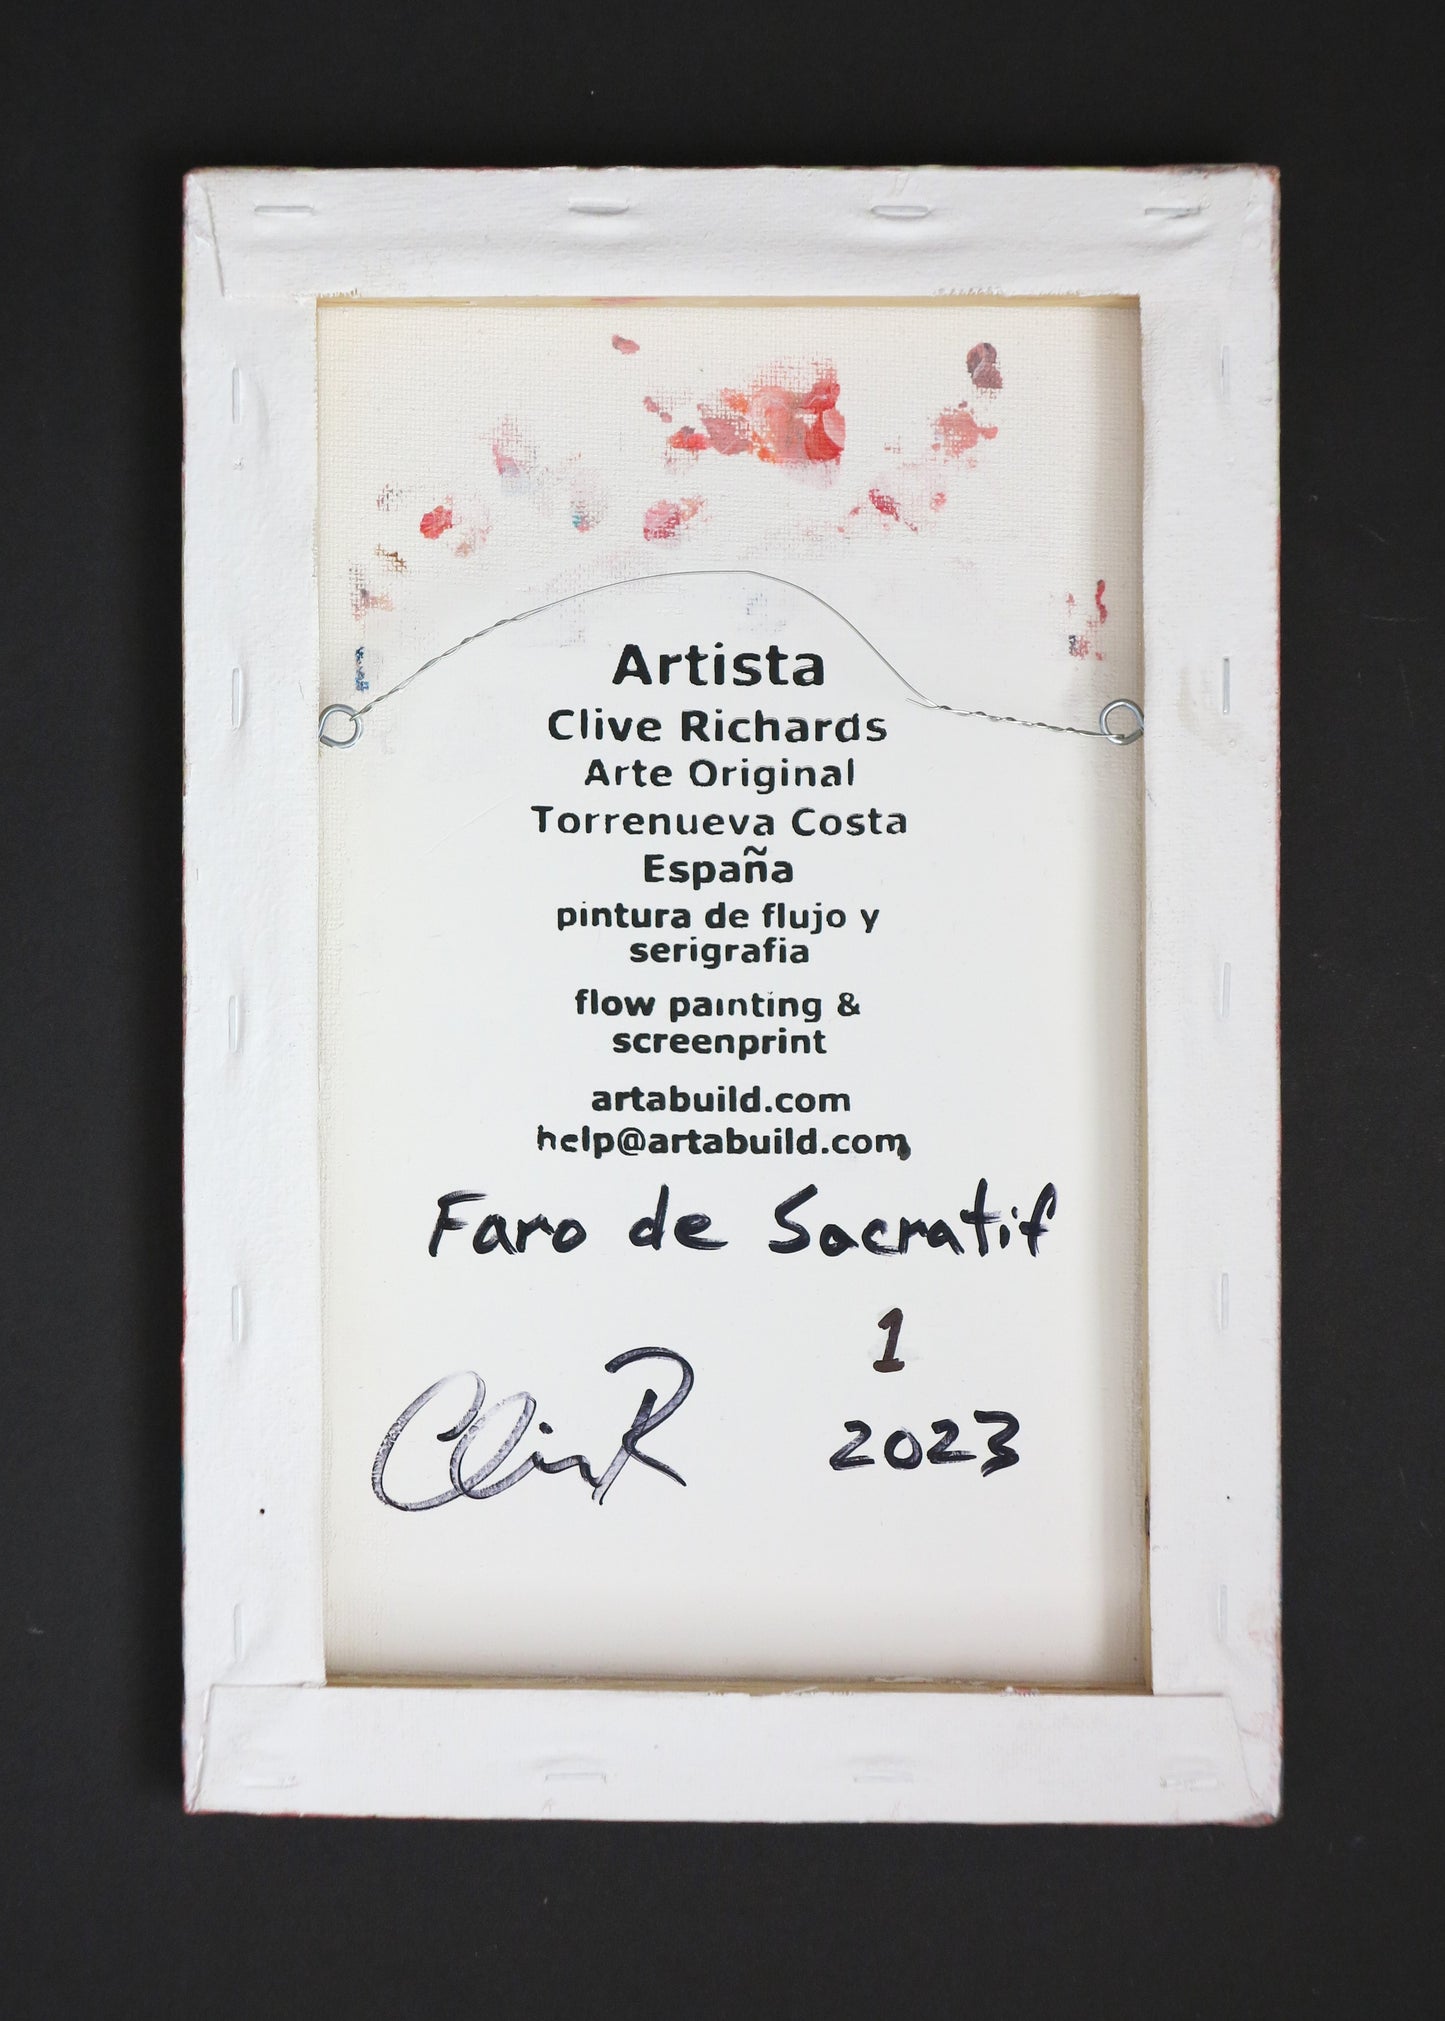 Artista
Clive Richards
Arte Original
Torrenueva Costa
España
pintura de flujo y
serigrafia
flow painting &
screenprint
artabuild.com
help@artabuild.com
Faro de Sacratif
1
Clive R
2023